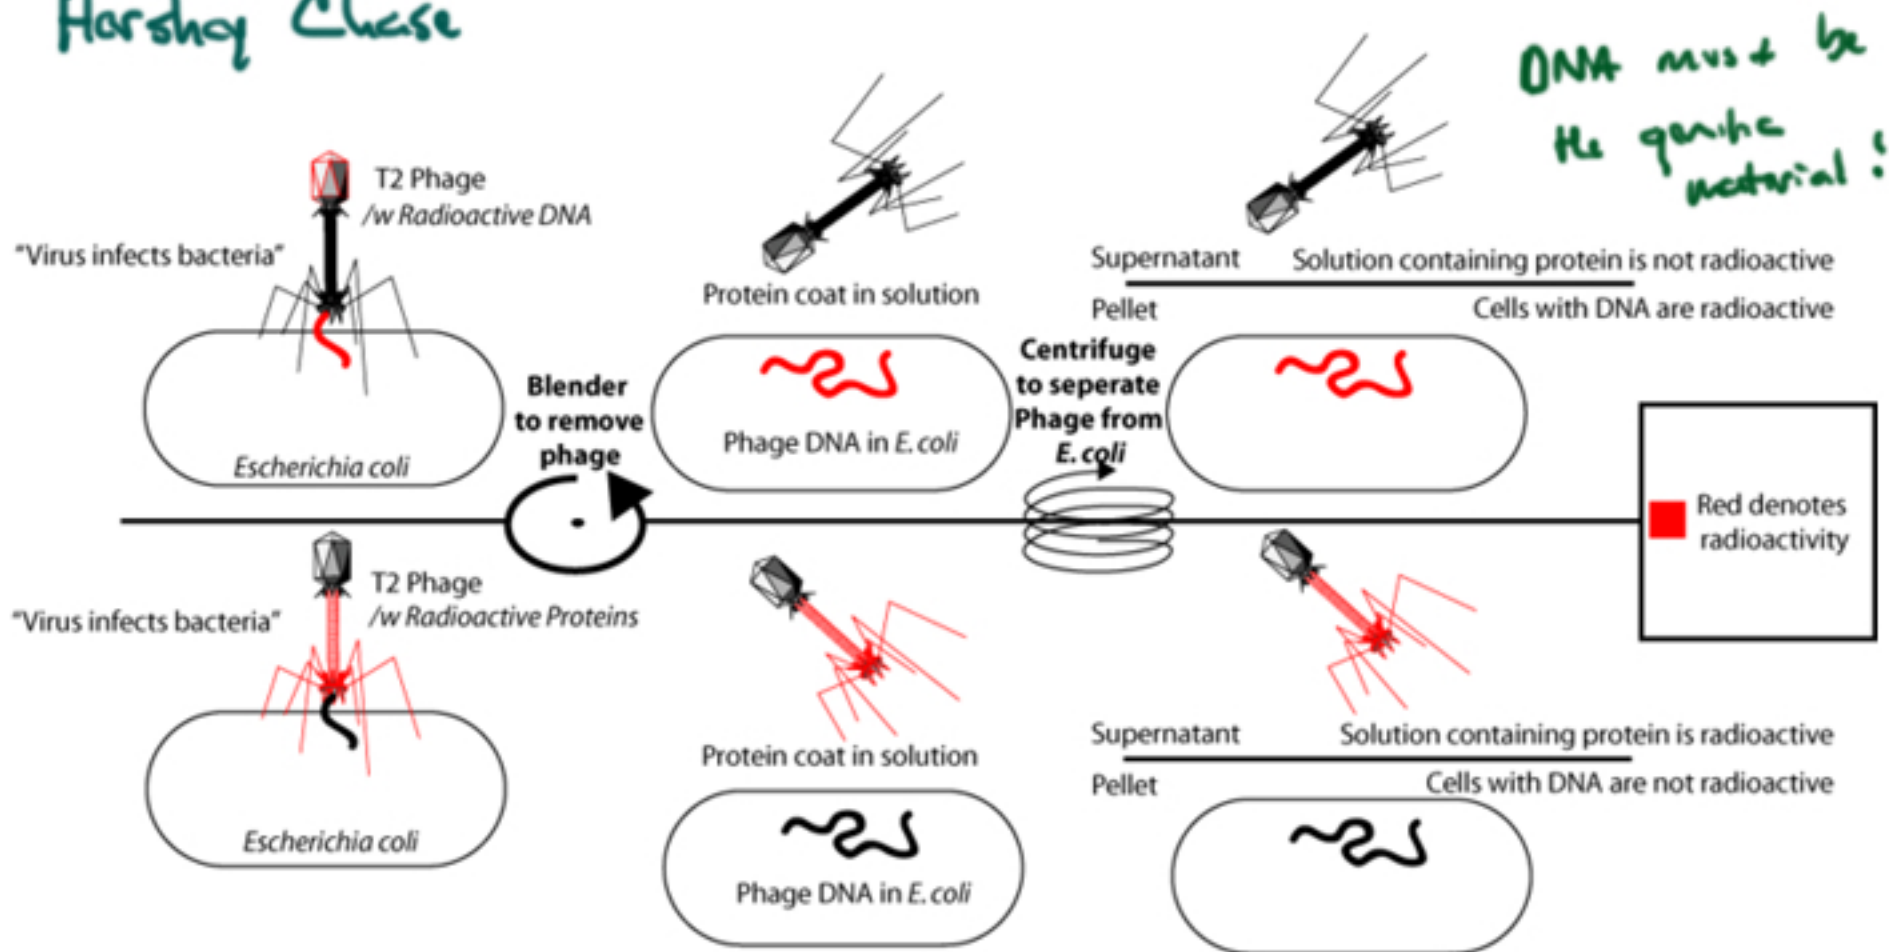 Hershey Chase
DNA must be
the genetic
material!
T2 Phage
/w Radioactive DNA
"Virus infects bacteria"
Escherichia coli
Blender
to remove
phage
Protein coat in solution
Phage DNA in E. coli
Centrifuge
to seperate
Phage from
E. coli
Supernatant Solution containing protein is not radioactive
Pellet Cells with DNA are radioactive
Red denotes
radioactivity
T2 Phage
/w Radioactive Proteins
"Virus infects bacteria"
Escherichia coli
Protein coat in solution
Phage DNA in E. coli
Supernatant Solution containing protein is radioactive
Pellet Cells with DNA are not radioactive